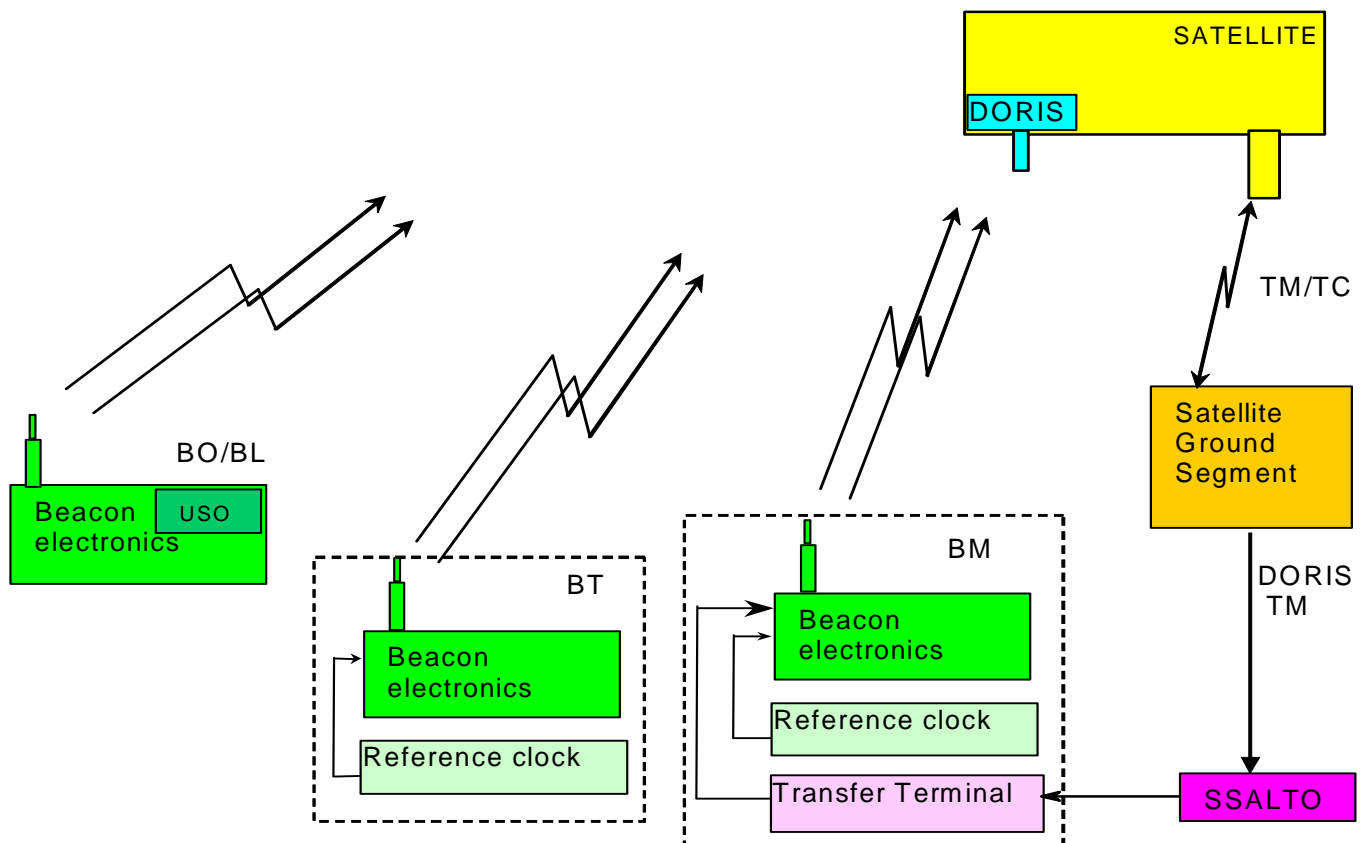 SATELLITE
DORIS
TM/TC
Satellite
Ground
Segment
BO/BL
Beacon
electronics
USO
BT
Beacon
electronics
Reference clock
BM
Beacon
electronics
Reference clock
Transfer Terminal
DORIS
TM
SSALTO